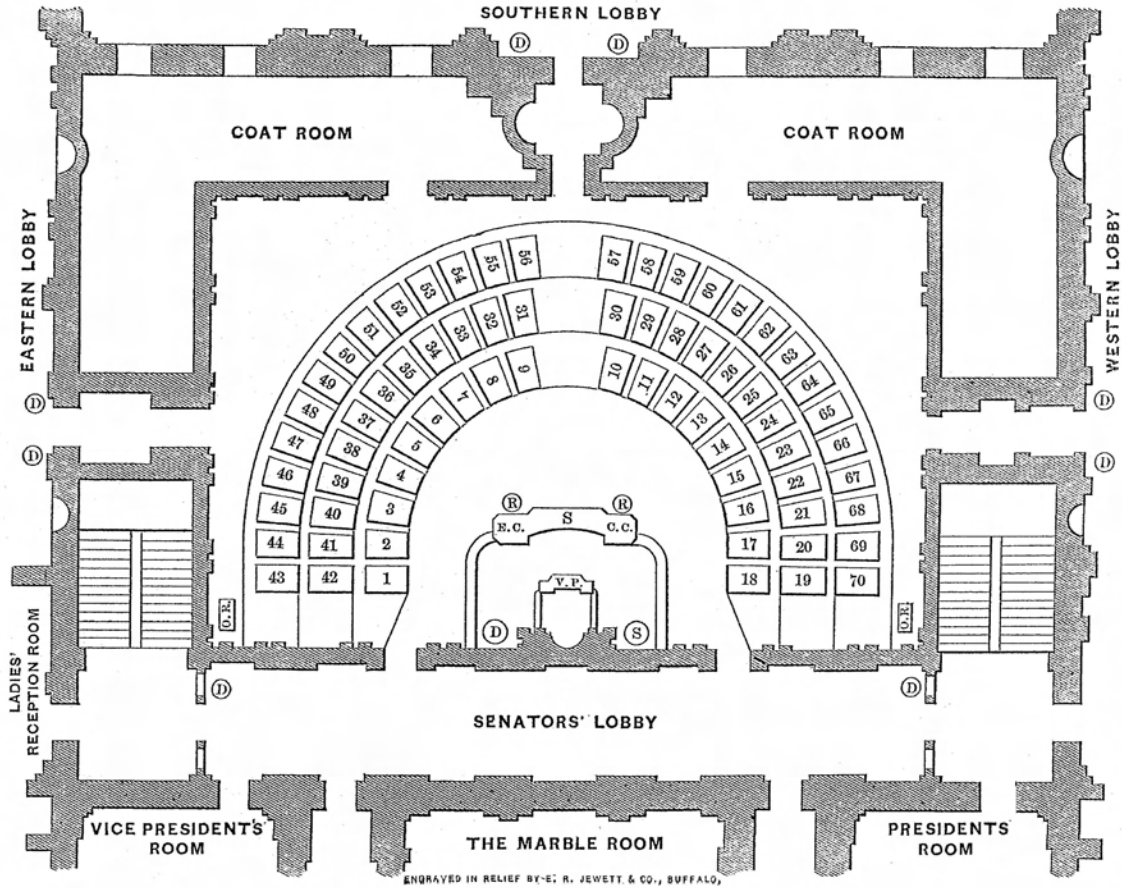 SOUTHERN LOBBY
D D
COAT ROOM COAT ROOM
EASTERN LOBBY
WESTERN LOBBY
56 57
55 58
54 59
53 60
52 61
51 62
50 63
49 64
48 65
47 66
46 67
45 68
44 69
43 70
31 30
32 29
33 28
34 27
35 26
36 25
37 24
38 23
39 22
40 21
41 20
42 19
9 10
8 11
7 12
6 13
5 14
4 15
3 16
2 17
1 18
D D
D D
R R
E.C. S C.C.
V.P.
D S
O.R. O.R.
LADIES'
RECEPTION ROOM
D D
SENATORS' LOBBY
VICE PRESIDENT'S
ROOM
THE MARBLE ROOM
PRESIDENTS
ROOM
ENGRAVED IN RELIEF BY E. R. JEWETT & CO., BUFFALO,